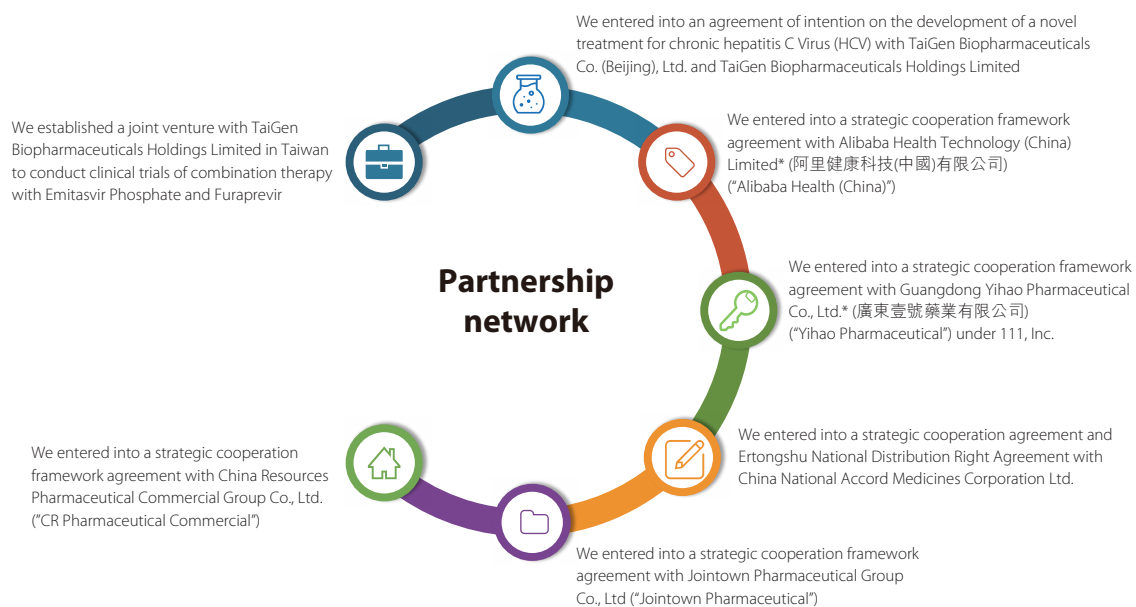 We entered into an agreement of intention on the development of a novel
treatment for chronic hepatitis C Virus (HCV) with TaiGen Biopharmaceuticals
Co. (Beijing), Ltd. and TaiGen Biopharmaceuticals Holdings Limited
We established a joint venture with TaiGen
Biopharmaceuticals Holdings Limited in Taiwan
to conduct clinical trials of combination therapy
with Emitasvir Phosphate and Furaprevir
We entered into a strategic cooperation framework
agreement with Alibaba Health Technology (China)
Limited* (阿里健康科技(中國)有限公司)
(“Alibaba Health (China)”)
Partnership
network
We entered into a strategic cooperation framework
agreement with Guangdong Yihao Pharmaceutical
Co., Ltd.* (廣東壹號藥業有限公司)
(“Yihao Pharmaceutical”) under 111, Inc.
We entered into a strategic cooperation agreement and
Ertongshu National Distribution Right Agreement with
China National Accord Medicines Corporation Ltd.
We entered into a strategic cooperation
framework agreement with China Resources
Pharmaceutical Commercial Group Co., Ltd.
(“CR Pharmaceutical Commercial”)
We entered into a strategic cooperation framework
agreement with Jointown Pharmaceutical Group
Co., Ltd (“Jointown Pharmaceutical”)